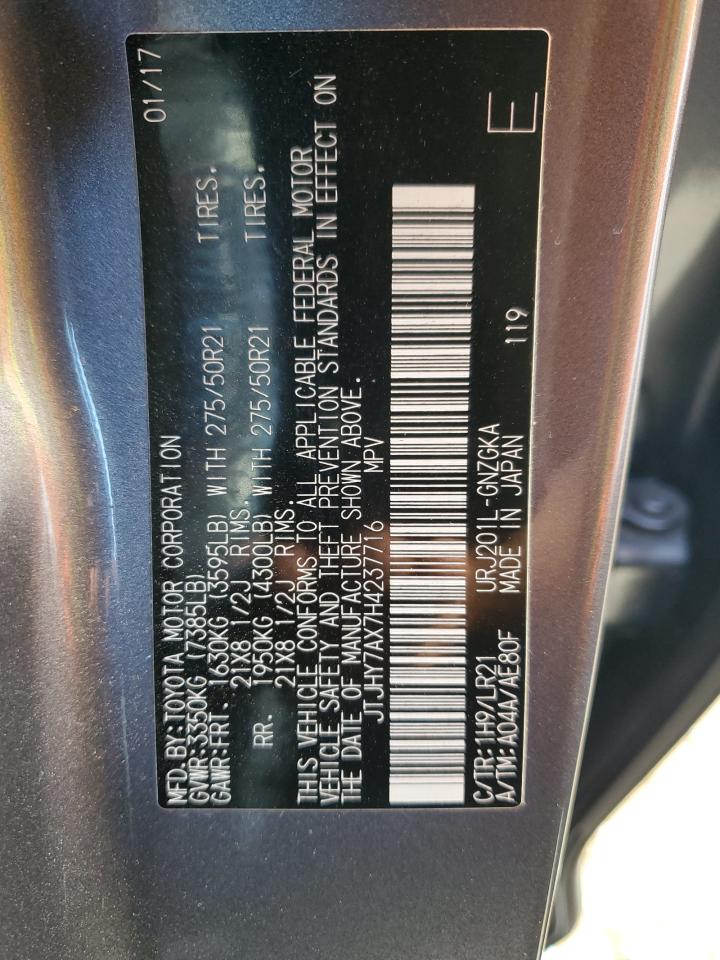 MFD.BY:TOYOTA MOTOR CORPORATION 01/17
GVWR:3350KG (7385LB)
GAWR:FRT. 1630KG (3595LB) WITH 275/50R21 TIRES.
21X8 1/2J RIMS.
RR. 1950KG (4300LB) WITH 275/50R21 TIRES.
21X8 1/2J RIMS.
THIS VEHICLE CONFORMS TO ALL APPLICABLE FEDERAL MOTOR
VEHICLE SAFETY AND THEFT PREVENTION STANDARDS IN EFFECT ON
THE DATE OF MANUFACTURE SHOWN ABOVE.
JTJHY7AX7H4237716 MPV
C/TR:1H9/LR21 URJ201L-GNZGKA
A/TM:A04A/AE80F MADE IN JAPAN 119 E